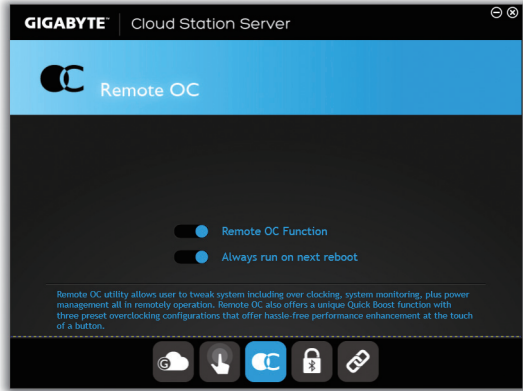 GIGABYTE™ Cloud Station Server
Remote OC
Remote OC Function
Always run on next reboot
Remote OC utility allows user to tweak system including over clocking, system monitoring, plus power
management all in remotely operation. Remote OC also offers a unique Quick Boost function with
three preset overclocking configurations that offer hassle-free performance enhancement at the touch
of a button.
G